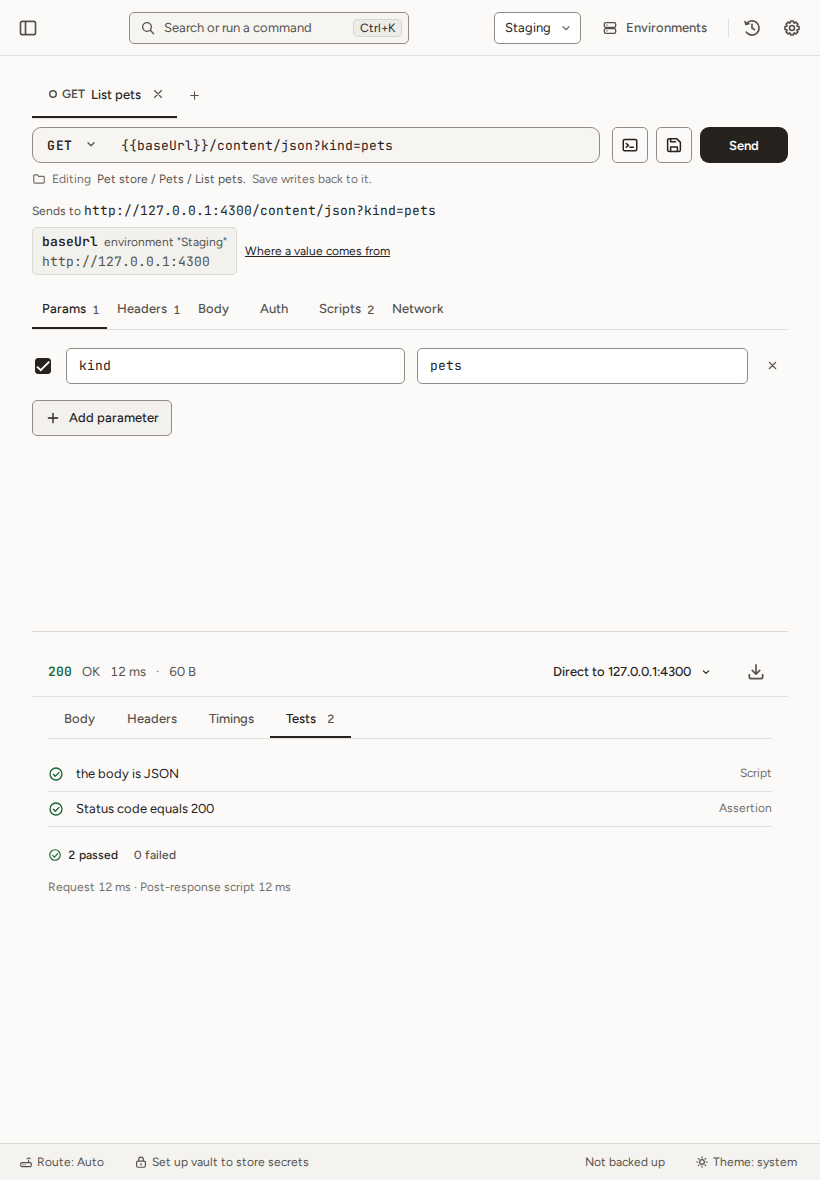 Search or run a command Ctrl+K Staging Environments
GET List pets
GET {{baseUrl}}/content/json?kind=pets Send
Editing Pet store / Pets / List pets. Save writes back to it.
Sends to http://127.0.0.1:4300/content/json?kind=pets
baseUrl environment "Staging"
http://127.0.0.1:4300
Where a value comes from
Params 1 Headers 1 Body Auth Scripts 2 Network
kind pets
Add parameter
200 OK 12 ms · 60 B Direct to 127.0.0.1:4300
Body Headers Timings Tests 2
the body is JSON Script
Status code equals 200 Assertion
2 passed 0 failed
Request 12 ms · Post-response script 12 ms
Route: Auto Set up vault to store secrets Not backed up Theme: system